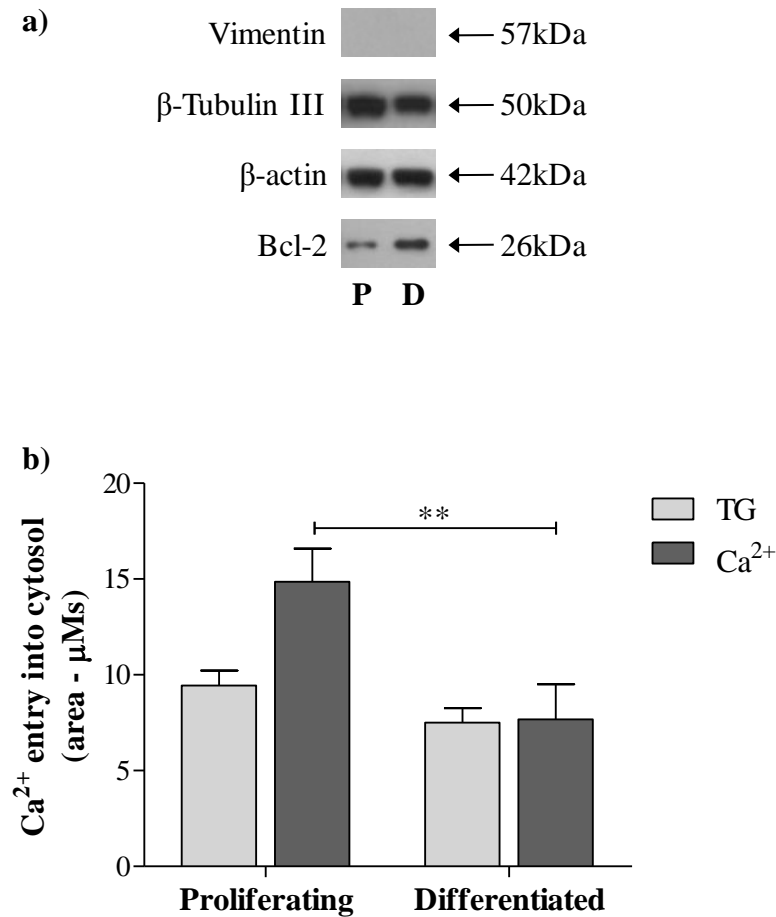 a)
Vimentin 57kDa
β-Tubulin III 50kDa
β-actin 42kDa
Bcl-2 26kDa
P D
b)
Ca²⁺ entry into cytosol
(area - μMs)
20
15
10
5
0
**
TG
Ca²⁺
Proliferating Differentiated